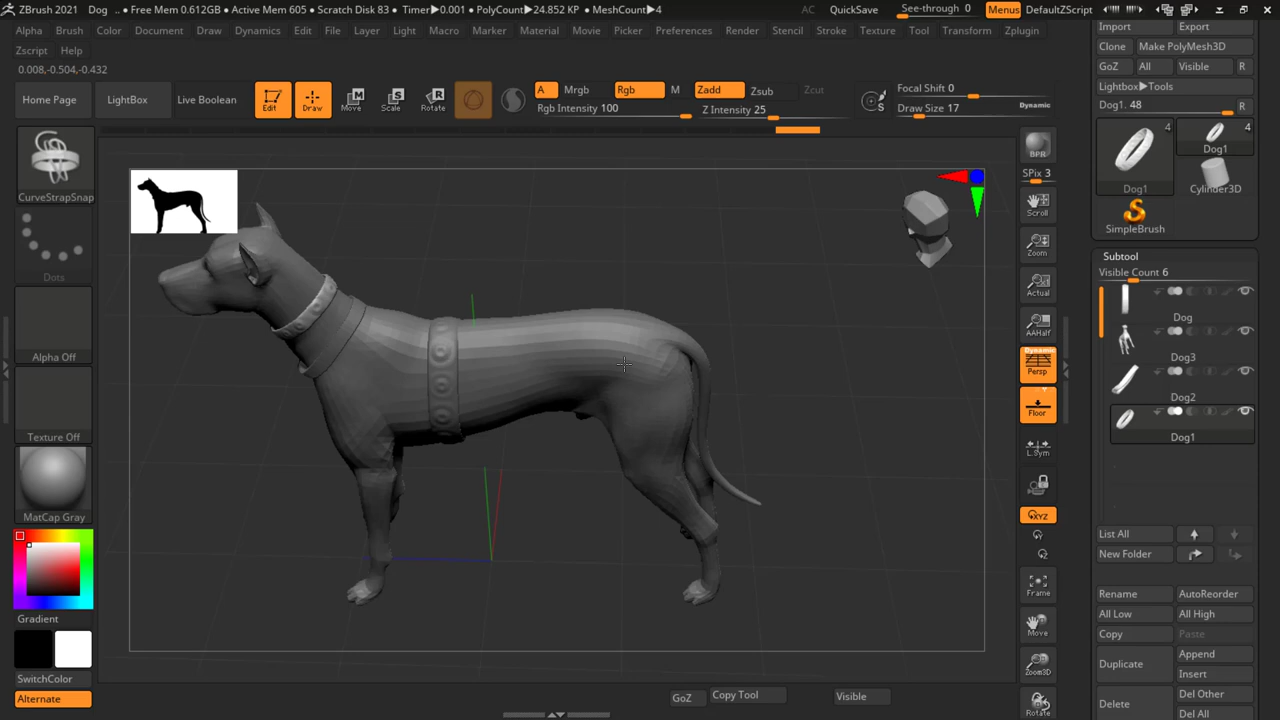 ZBrush 2021 Dog .. • Free Mem 0.612GB • Active Mem 605 • Scratch Disk 83 • Timer▶0.001 • PolyCount▶24.852 KP • MeshCount▶4 AC QuickSave See-through 0 Menus DefaultZScript
Alpha Brush Color Document Draw Dynamics Edit File Layer Light Macro Marker Material Movie Picker Preferences Render Stencil Stroke Texture Tool Transform Zplugin
Zscript Help
0.008,-0.504,-0.432
Home Page LightBox Live Boolean Edit Draw Move Scale Rotate
A Mrgb Rgb M Zadd Zsub Zcut Focal Shift 0
Rgb Intensity 100 Z Intensity 25 Draw Size 17 Dynamic
CurveStrapSnap
Dots
Alpha Off
Texture Off
MatCap Gray
Gradient
SwitchColor
Alternate
BPR
SPix 3
Scroll
Zoom
Actual
AAHalf
Dynamic
Persp
Floor
L.Sym
XYZ
Frame
Move
Zoom3D
Rotate
GoZ Copy Tool Visible
Import Export
Clone Make PolyMesh3D
GoZ All Visible R
Lightbox▶Tools
Dog1. 48 R
4 4
Dog1
Dog1 Cylinder3D
SimpleBrush
Subtool
Visible Count 6
Dog
Dog3
Dog2
Dog1
List All
New Folder
Rename AutoReorder
All Low All High
Copy Paste
Duplicate Append
Insert
Delete Del Other
Del All